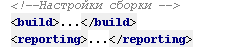 <!--Настройки сборки -->
<build>...</build>
<reporting>...</reporting>